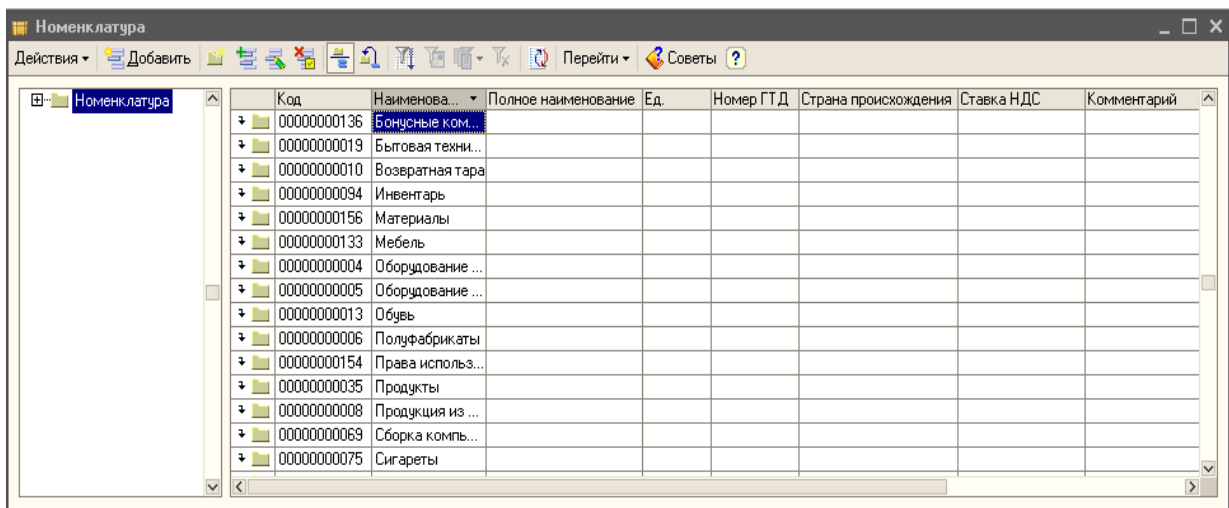 Номенклатура
Действия Добавить Перейти Советы ?
Номенклатура
Код Наименова... Полное наименование Ед. Номер ГТД Страна происхождения Ставка НДС Комментарий
00000000136 Бонусные ком...
00000000019 Бытовая техни...
00000000010 Возвратная тара
00000000094 Инвентарь
00000000156 Материалы
00000000133 Мебель
00000000004 Оборудование ...
00000000005 Оборудование ...
00000000013 Обувь
00000000006 Полуфабрикаты
00000000154 Права использ...
00000000035 Продукты
00000000008 Продукция из ...
00000000069 Сборка компь...
00000000075 Сигареты